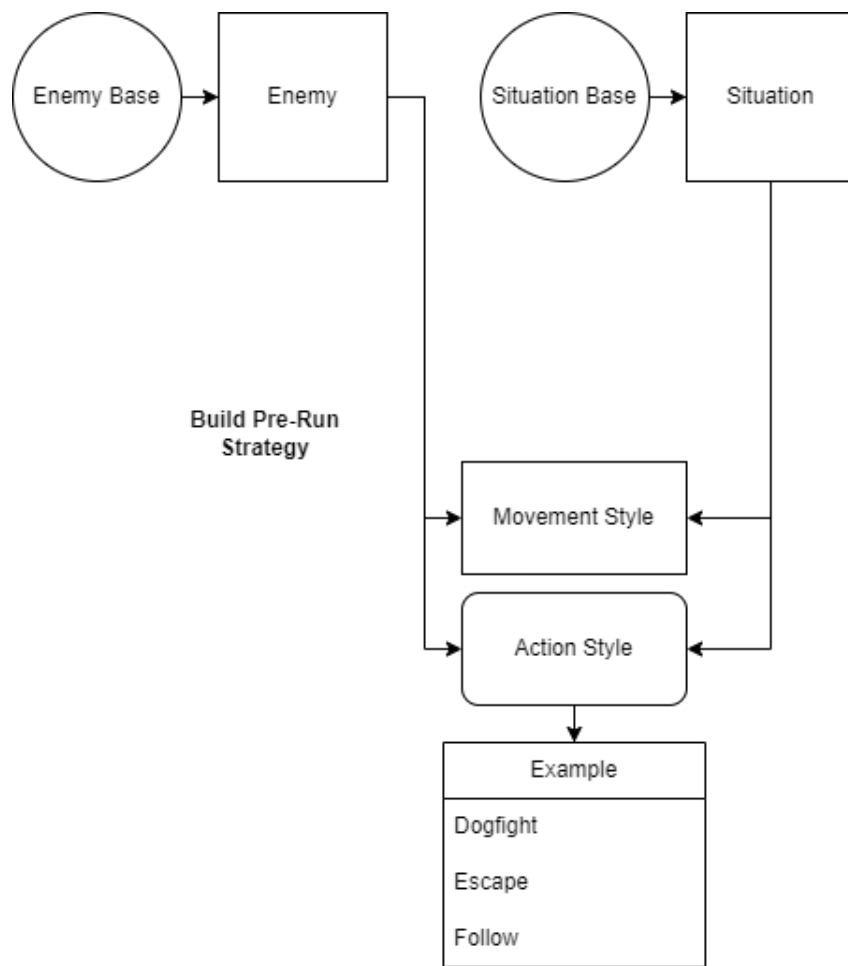 Enemy Base
Enemy
Situation Base
Situation
Build Pre-Run
Strategy
Movement Style
Action Style
Example
Dogfight
Escape
Follow